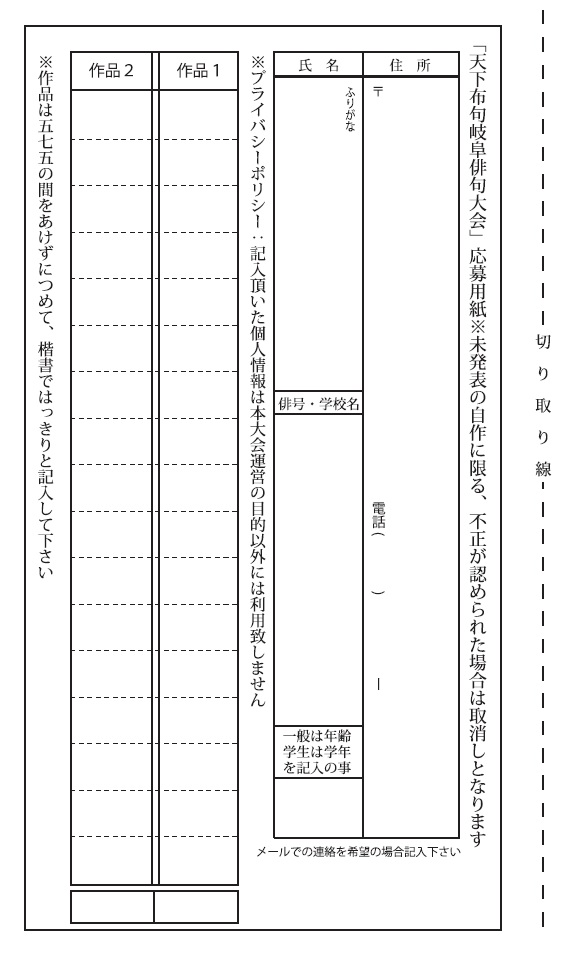 切り取り線
「天下布句岐阜俳句大会」応募用紙※未発表の自作に限る、不正が認められた場合は取消しとなります
住所
〒
電話（　　）　　ー
氏名
ふりがな
俳号・学校名
一般は年齢
学生は学年
を記入の事
メールでの連絡を希望の場合記入下さい
※プライバシーポリシー：記入頂いた個人情報は本大会運営の目的以外には利用致しません
作品1
作品2
※作品は五七五の間をあけずにつめて、楷書ではっきりと記入して下さい